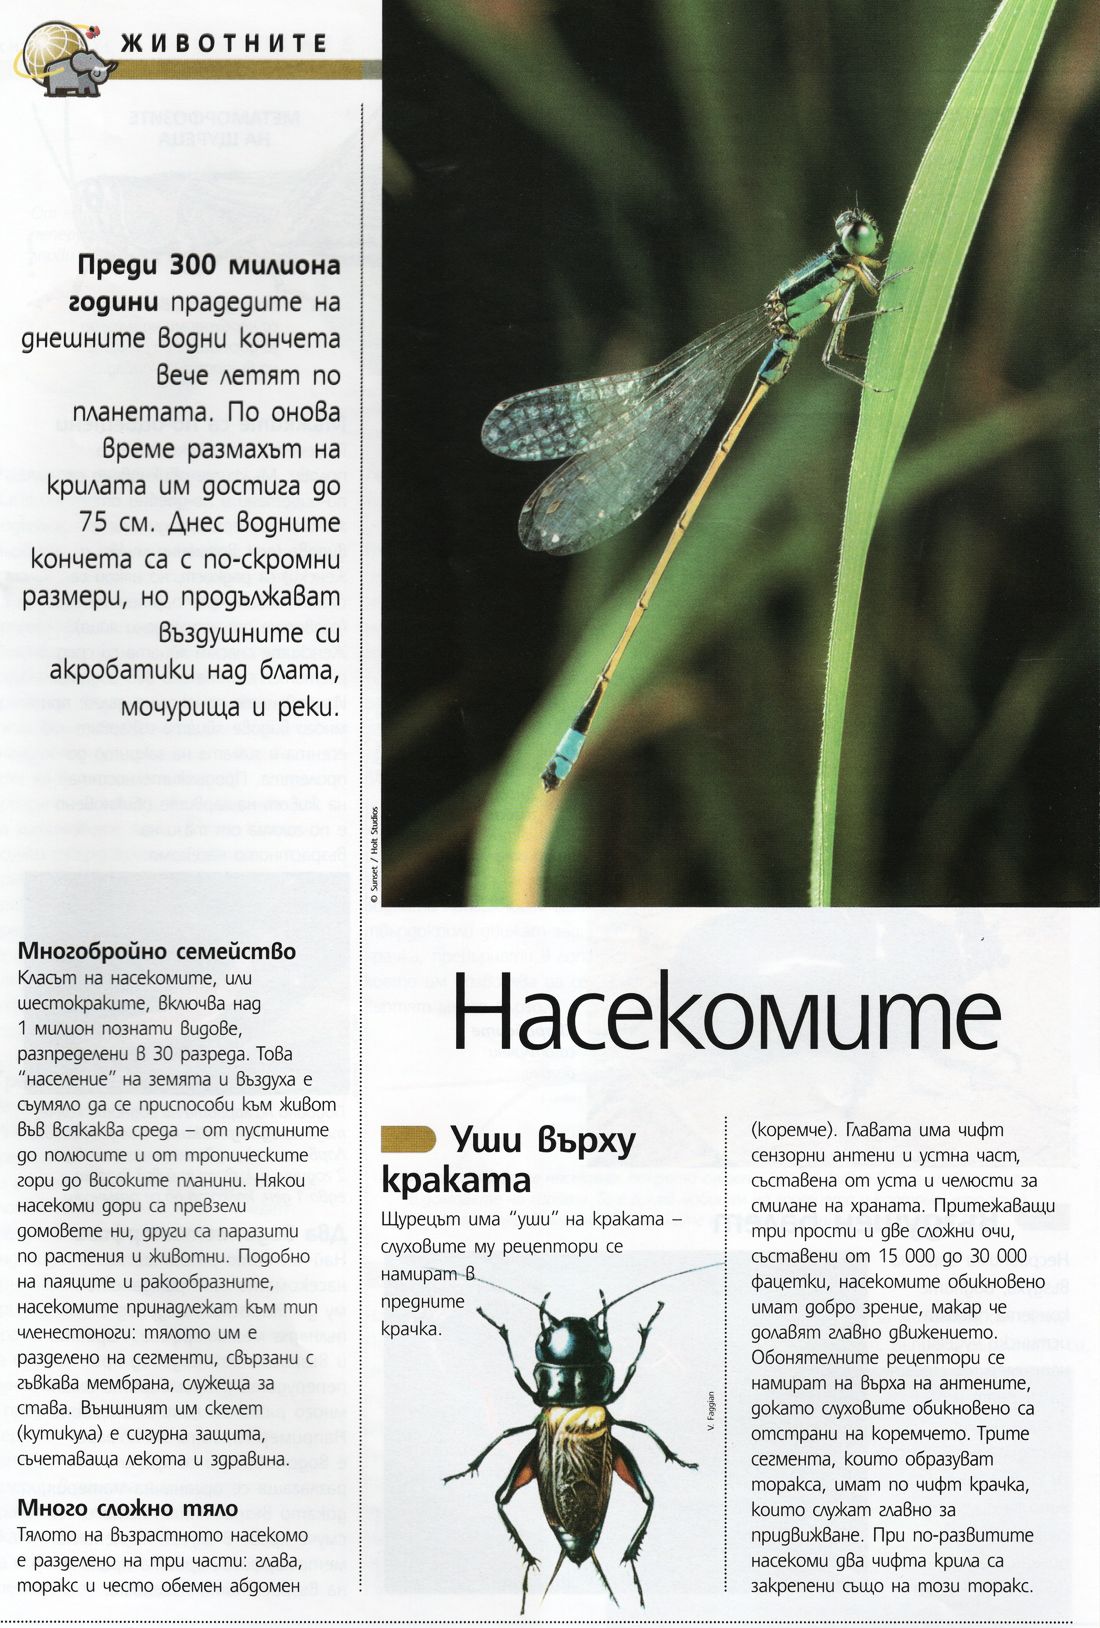 ЖИВОТНИТЕ
Преди 300 милиона
години прадедите на
днешните водни кончета
вече летят по
планетата. По онова
време размахът на
крилата им достига до
75 см. Днес водните
кончета са с по-скромни
размери, но продължават
въздушните си
акробатики над блата,
мочурища и реки.
© Sunset / Holt Studios
Насекомите
Многобройно семейство
Класът на насекомите, или
шестокраките, включва над
1 милион познати видове,
разпределени в 30 разреда. Това
“население” на земята и въздуха е
съумяло да се приспособи към живот
във всякаква среда – от пустините
до полюсите и от тропическите
гори до високите планини. Някои
насекоми дори са превзели
домовете ни, други са паразити
по растения и животни. Подобно
на паяците и ракообразните,
насекомите принадлежат към тип
членестоноги: тялото им е
разделено на сегменти, свързани с
гъвкава мембрана, служеща за
става. Външният им скелет
(кутикула) е сигурна защита,
съчетаваща лекота и здравина.
Много сложно тяло
Тялото на възрастното насекомо
е разделено на три части: глава,
торакс и често обемен абдомен
Уши върху
краката
Щурецът има “уши” на краката –
слуховите му рецептори се
намират в
предните
крачка.
V. Faggian
(коремче). Главата има чифт
сензорни антени и устна част,
съставена от уста и челюсти за
смилане на храната. Притежаващи
три прости и две сложни очи,
съставени от 15 000 до 30 000
фацетки, насекомите обикновено
имат добро зрение, макар че
долавят главно движението.
Обонятелните рецептори се
намират на върха на антените,
докато слуховите обикновено са
отстрани на коремчето. Трите
сегмента, които образуват
торакса, имат по чифт крачка,
които служат главно за
придвижване. При по-развитите
насекоми два чифта крила са
закрепени също на този торакс.